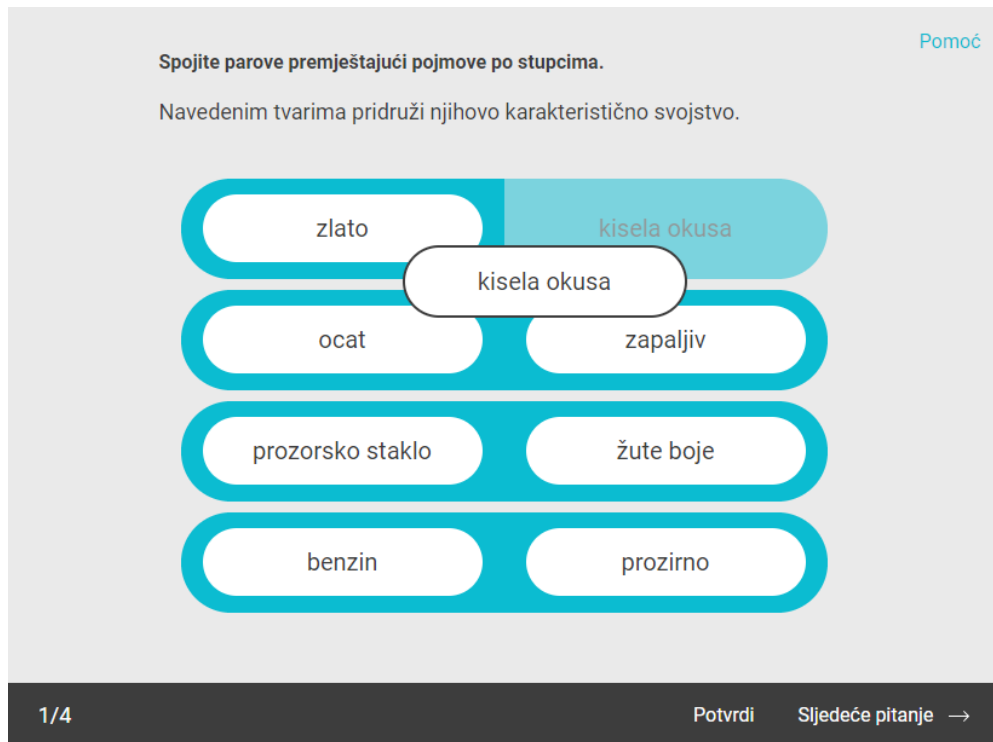 Pomoć
Spojite parove premještajući pojmove po stupcima.
Navedenim tvarima pridruži njihovo karakteristično svojstvo.
zlato
kisela okusa
kisela okusa
ocat
zapaljiv
prozorsko staklo
žute boje
benzin
prozirno
1/4
Potvrdi
Sljedeće pitanje →